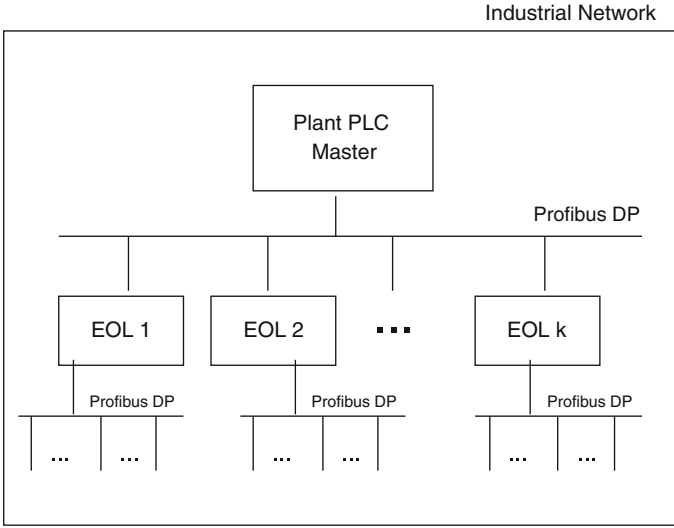 Industrial Network
Plant PLC
Master
Profibus DP
EOL 1
EOL 2
...
EOL k
Profibus DP
Profibus DP
Profibus DP
... ...
... ...
... ...